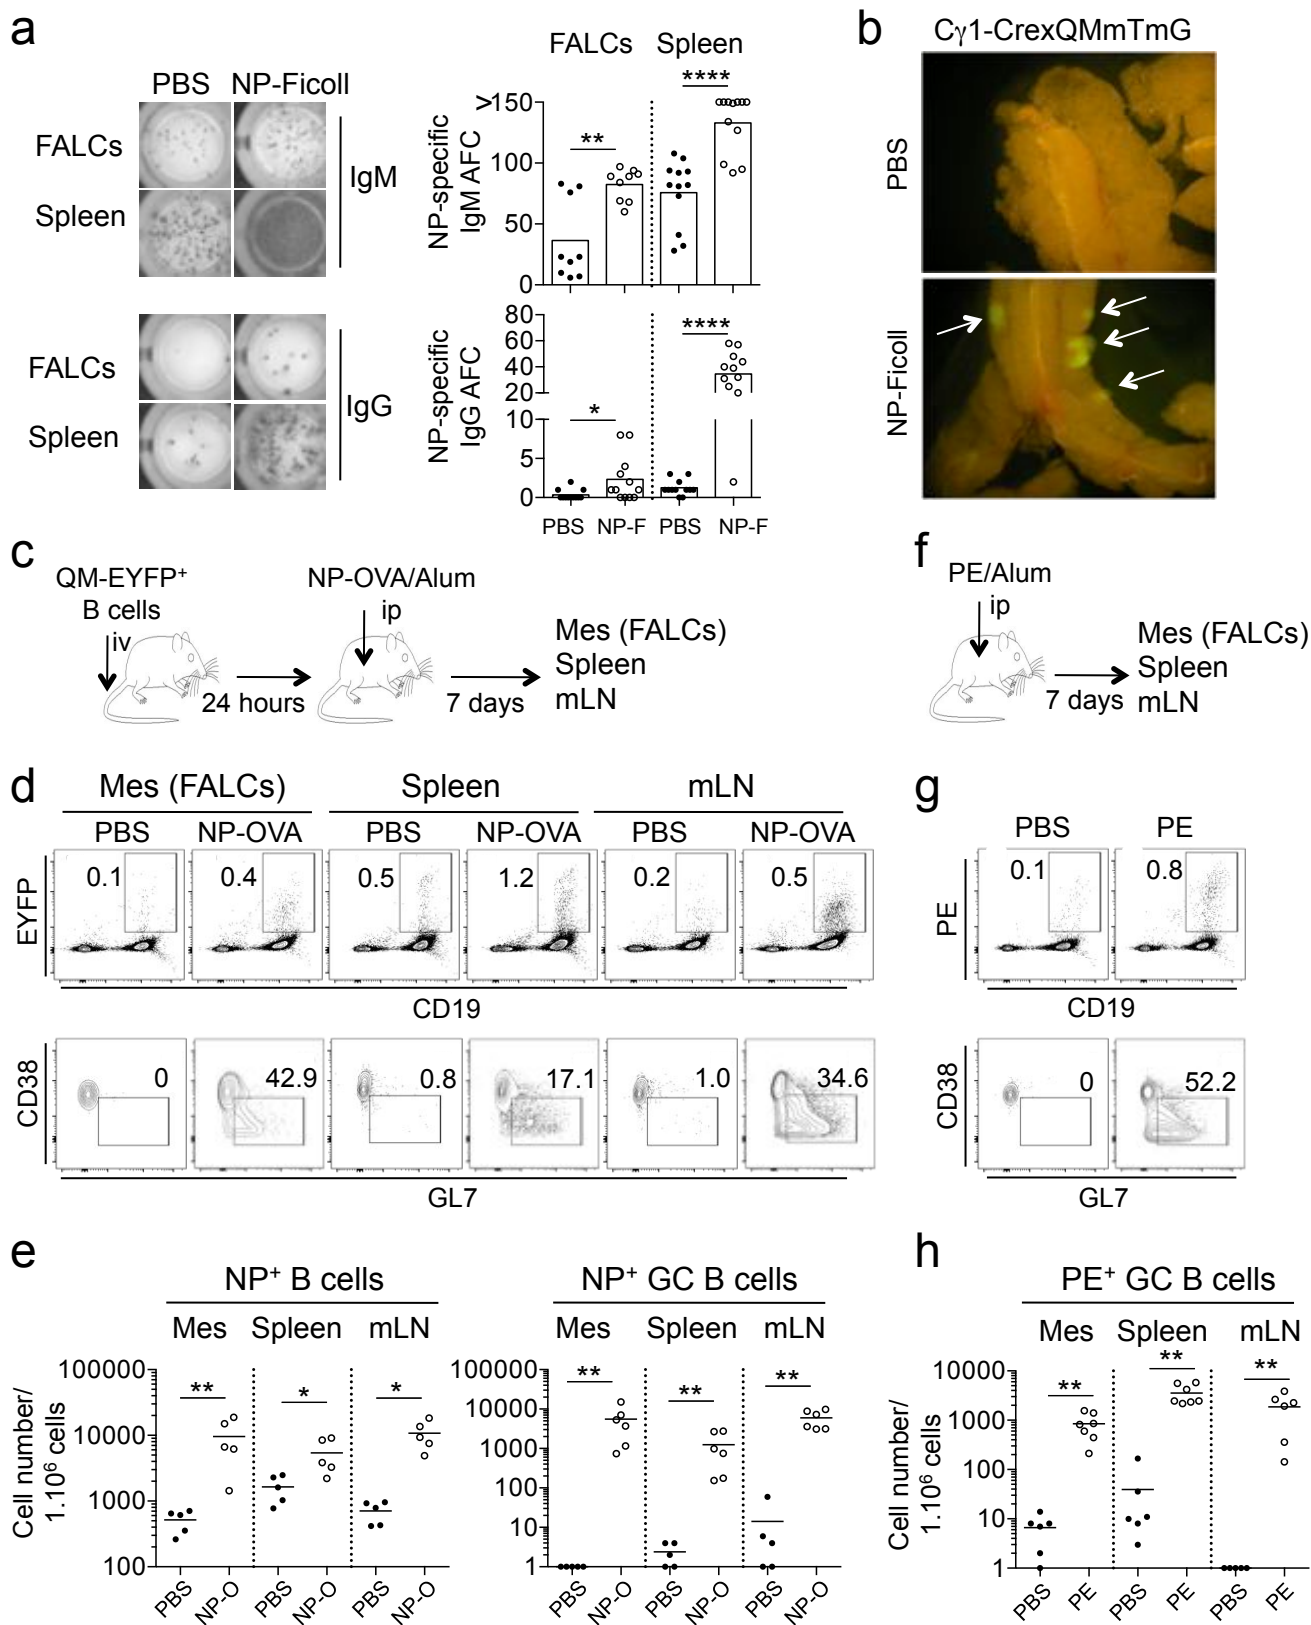 a
FALCs Spleen
PBS NP-Ficoll
FALCs
Spleen
IgM
FALCs
Spleen
IgG
NP-specific
IgM AFC
>150
100
50
0
**
****
NP-specific
IgG AFC
80
60
40
20
10
5
0
*
****
PBS NP-F PBS NP-F
b
Cγ1-CrexQMmTmG
PBS
NP-Ficoll
c
QM-EYFP+
B cells
iv
24 hours
NP-OVA/Alum
ip
7 days
Mes (FALCs)
Spleen
mLN
f
PE/Alum
ip
7 days
Mes (FALCs)
Spleen
mLN
d
Mes (FALCs) Spleen mLN
PBS NP-OVA PBS NP-OVA PBS NP-OVA
EYFP
0.1 0.4 0.5 1.2 0.2 0.5
CD19
CD38
0 42.9 0.8 17.1 1.0 34.6
GL7
g
PBS PE
PE
0.1 0.8
CD19
CD38
0 52.2
GL7
e
NP+ B cells
Mes Spleen mLN
Cell number/
1.10⁶ cells
100000
10000
1000
100
** * *
PBS NP-O PBS NP-O PBS NP-O
NP+ GC B cells
Mes Spleen mLN
100000
10000
1000
100
10
1
** ** **
PBS NP-O PBS NP-O PBS NP-O
h
PE+ GC B cells
Mes Spleen mLN
Cell number/
1.10⁶ cells
10000
1000
100
10
1
** ** **
PBS PE PBS PE PBS PE